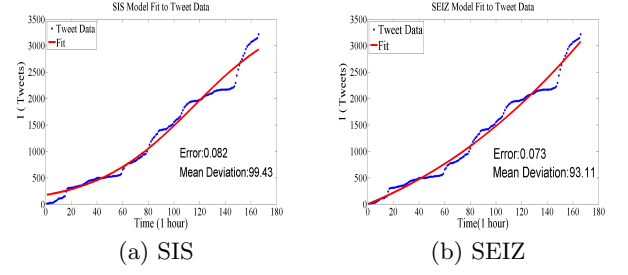 SIS Model Fit to Tweet Data
3500
3000
2500
2000
1500
1000
500
0
I ( Tweets)
Tweet Data
Fit
Error:0.082
Mean Deviation:99.43
0 20 40 60 80 100 120 140 160 180
Time (1 hour)
(a) SIS
SEIZ Model Fit to Tweet Data
3500
3000
2500
2000
1500
1000
500
0
I ( Tweets)
Tweet Data
Fit
Error:0.073
Mean Deviation:93.11
0 20 40 60 80 100 120 140 160 180
Time (1 hour)
(b) SEIZ